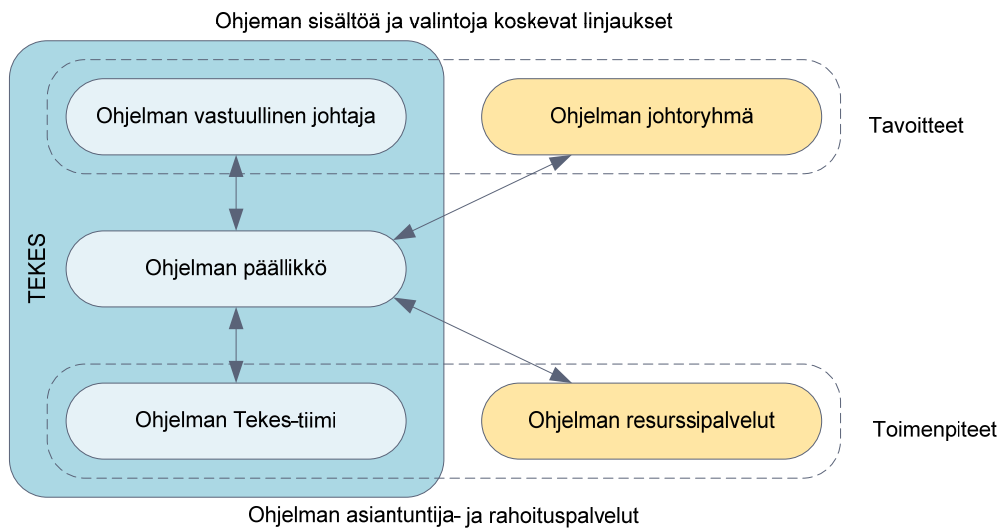 Ohjeman sisältöä ja valintoja koskevat linjaukset
Ohjelman vastuullinen johtaja
Ohjelman johtoryhmä
Tavoitteet
TEKES
Ohjelman päällikkö
Ohjelman Tekes-tiimi
Ohjelman resurssipalvelut
Toimenpiteet
Ohjelman asiantuntija- ja rahoituspalvelut